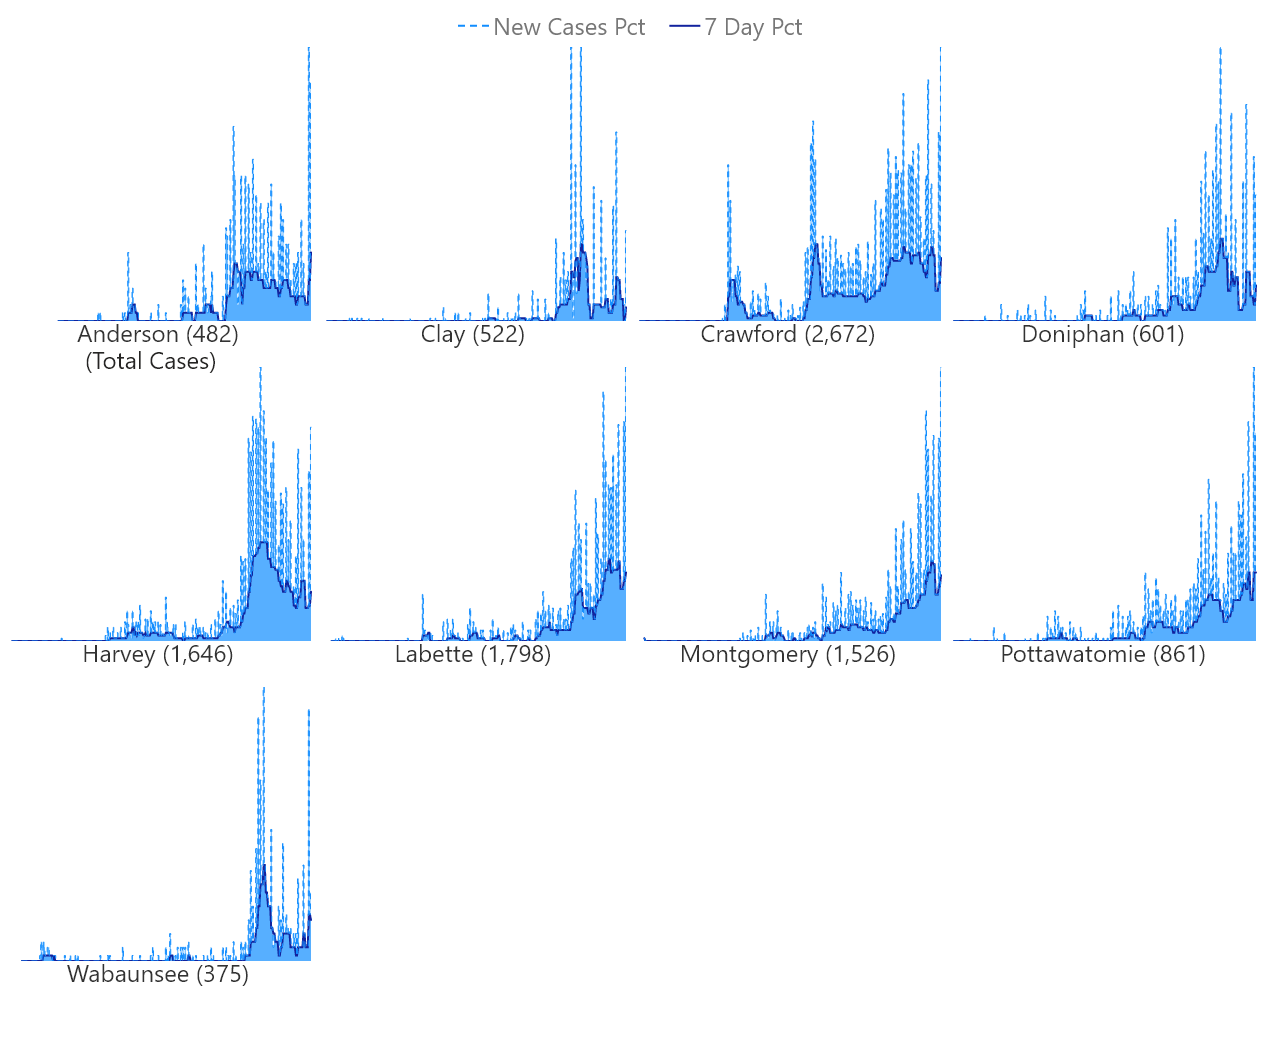 New Cases Pct 7 Day Pct
Anderson (482) Clay (522) Crawford (2,672) Doniphan (601)
(Total Cases)
Harvey (1,646) Labette (1,798) Montgomery (1,526) Pottawatomie (861)
Wabaunsee (375)